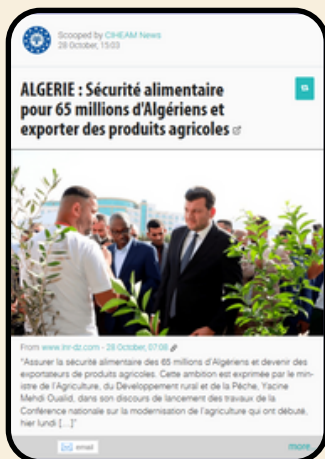 Scooped by CIHEAM News
28 October, 15:03
ALGERIE : Sécurité alimentaire
pour 65 millions d'Algériens et
exporter des produits agricoles
From www.lnr-dz.com - 28 October, 07:08
"Assurer la sécurité alimentaire des 65 millions d'Algériens et devenir des
exportateurs de produits agricoles. Cette ambition est exprimée par le min-
istre de l'Agriculture, du Développement rural et de la Pêche, Yacine
Mehdi Oualid, dans son discours de lancement des travaux de la
Conférence nationale sur la modernisation de l'agriculture qui ont débuté,
hier lundi [...]"
email
more